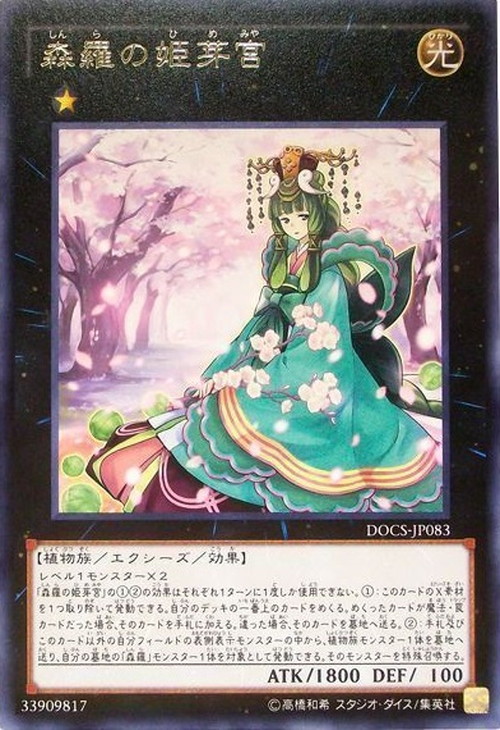 森羅の姫芽宮
光
DOCS-JP083
【植物族/エクシーズ/効果】
レベル1モンスター×2
「森羅の姫芽宮」の①②の効果はそれぞれ1ターンに1度しか使用できない。①:このカードのX素材
を1つ取り除いて発動できる。自分のデッキの一番上のカードをめくる。めくったカードが魔法・罠
カードだった場合、そのカードを手札に加える。違った場合、そのカードを墓地へ送る。②:手札及び
このカード以外の自分フィールドの表側表示モンスターの中から、植物族モンスター1体を墓地へ
送り、自分の墓地の「森羅」モンスター1体を対象として発動できる。そのモンスターを特殊召喚する。
ATK/1800 DEF/ 100
33909817
©高橋和希 スタジオ・ダイス/集英社